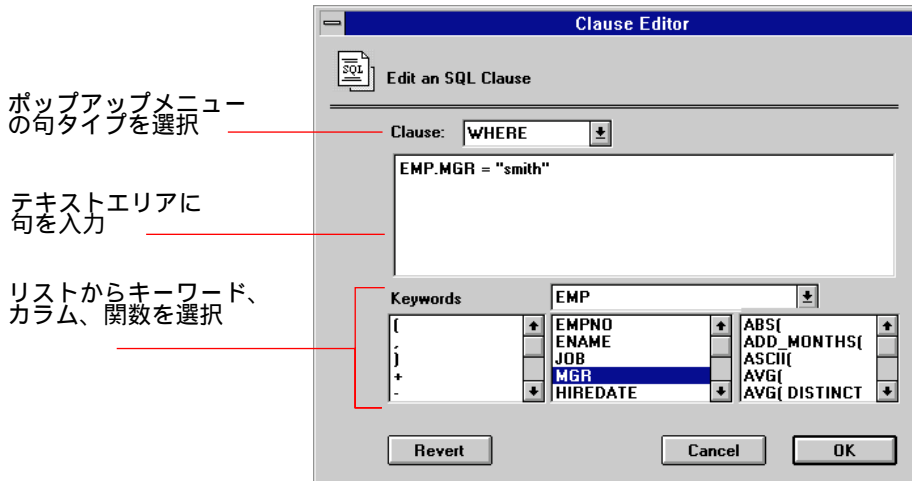 Clause Editor
SQL
Edit an SQL Clause
ポップアップメニュー
の句タイプを選択
Clause:
WHERE
EMP.MGR = "smith"
テキストエリアに
句を入力
リストからキーワード、
カラム、関数を選択
Keywords
EMP
(
,
)
+
-
EMPNO
ENAME
JOB
MGR
HIREDATE
ABS(
ADD_MONTHS(
ASCII(
AVG(
AVG( DISTINCT
Revert
Cancel
OK